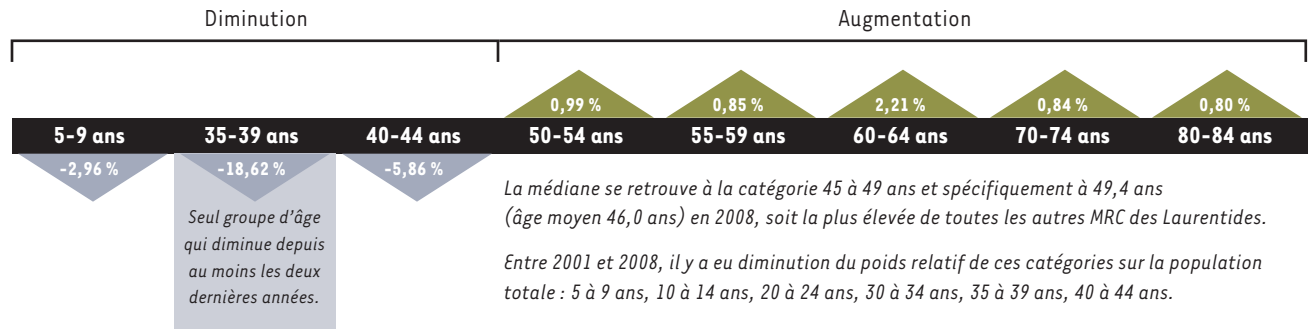 Diminution
Augmentation
0,99 %
0,85 %
2,21 %
0,84 %
0,80 %
5-9 ans
35-39 ans
40-44 ans
50-54 ans
55-59 ans
60-64 ans
70-74 ans
80-84 ans
-2,96 %
-18,62 %
-5,86 %
Seul groupe d’âge
qui diminue depuis
au moins les deux
dernières années.
La médiane se retrouve à la catégorie 45 à 49 ans et spécifiquement à 49,4 ans
(âge moyen 46,0 ans) en 2008, soit la plus élevée de toutes les autres MRC des Laurentides.
Entre 2001 et 2008, il y a eu diminution du poids relatif de ces catégories sur la population
totale : 5 à 9 ans, 10 à 14 ans, 20 à 24 ans, 30 à 34 ans, 35 à 39 ans, 40 à 44 ans.